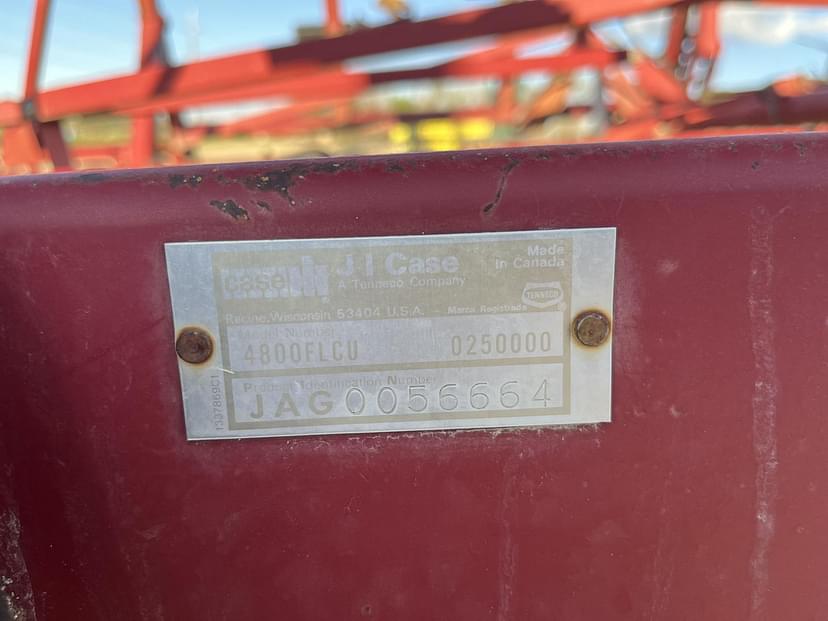 case IH
J I Case
A Tenneco Company
Made
in Canada
TENNECO
Racine, Wisconsin 53404 U.S.A. - Marca Registrada
Model Number
4800FLCU 0250000
Product Identification Number
JAG0056664